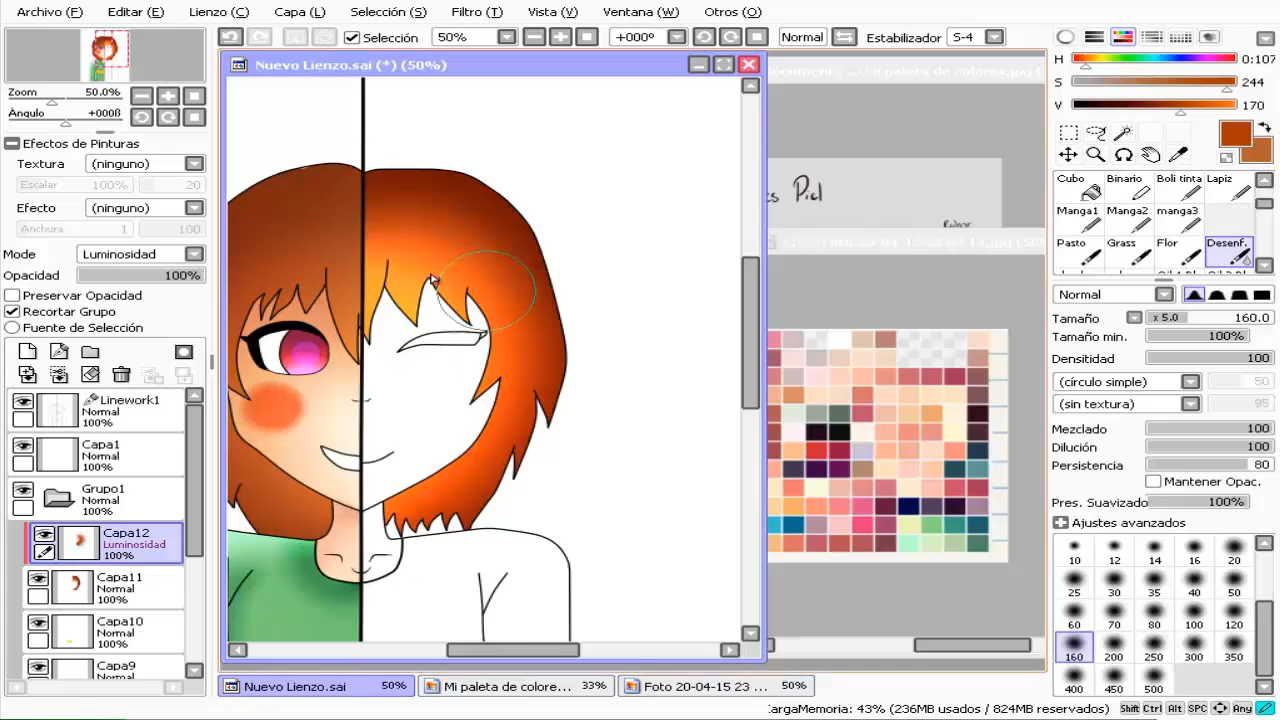 Archivo (F) Editar (E) Lienzo (C) Capa (L) Selección (S) Filtro (T) Vista (V) Ventana (W) Otros (O)
Selección 50% +000º Normal Estabilizador S-4
Nuevo Lienzo.sai (*) (50%)
Zoom 50.0%
Ángulo +000ß
Efectos de Pinturas
Textura (ninguno)
Escalar 100% 20
Efecto (ninguno)
Anchura 1 100
Modo Luminosidad
Opacidad 100%
Preservar Opacidad
Recortar Grupo
Fuente de Selección
Linework1
Normal
100%
Capa1
Normal
100%
Grupo1
Normal
100%
Capa12
Luminosidad
100%
Capa11
Normal
100%
Capa10
Normal
100%
Capa9
Normal
Piel
H 0:107
S 244
V 170
Cubo Binario Boli tinta Lapiz
Manga1 Manga2 manga3
Pasto Grass Flor Desenf.
Normal
Tamaño x 5.0 160.0
Tamaño min. 100%
Densidad 100
(círculo simple) 50
(sin textura) 95
Mezclado 100
Dilución 100
Persistencia 80
Mantener Opac.
Pres. Suavizado 100%
Ajustes avanzados
10 12 14 16 20
25 30 35 40 50
60 70 80 100 120
160 200 250 300 350
400 450 500
Nuevo Lienzo.sai 50% Mi paleta de colore... 33% Foto 20-04-15 23 ... 50%
CargaMemoria: 43% (236MB usados / 824MB reservados) Shift Ctrl Alt SPC Any